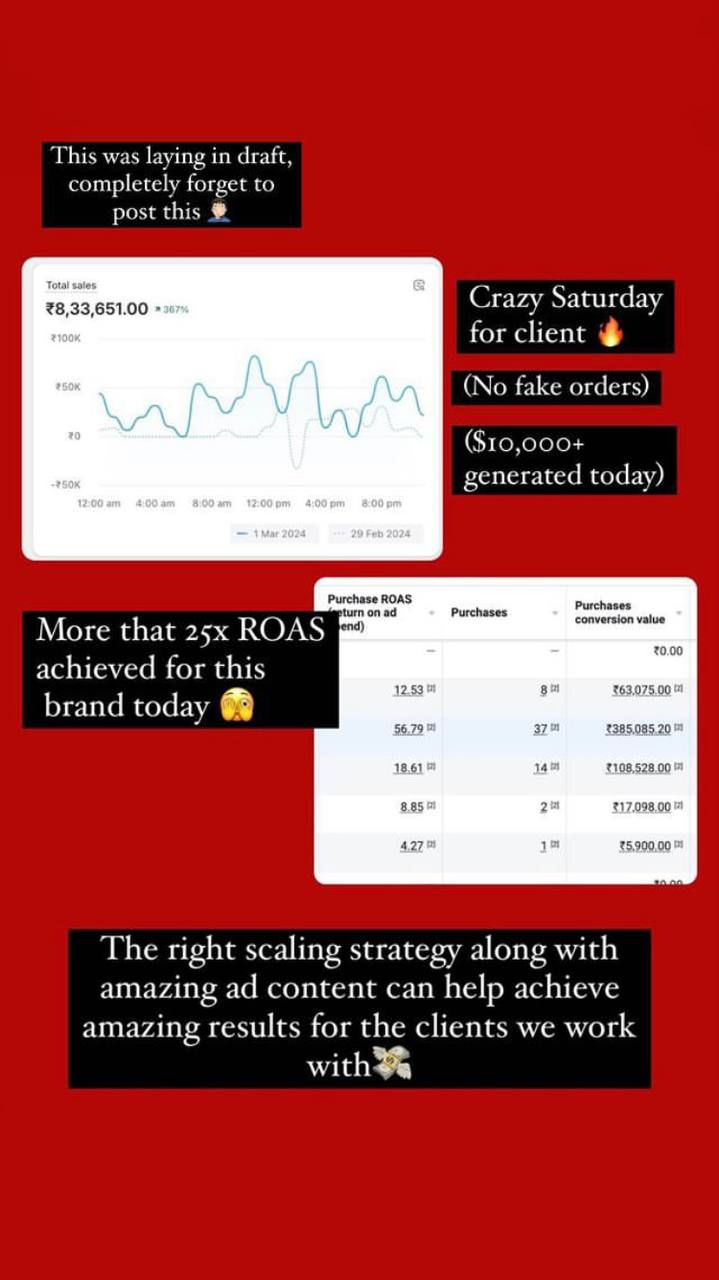 This was laying in draft,
completely forget to
post this 🤦🏻‍♂️
Total sales
₹8,33,651.00 ↗ 367%
₹100K
₹50K
₹0
-₹50K
12:00 am 4:00 am 8:00 am 12:00 pm 4:00 pm 8:00 pm
1 Mar 2024 29 Feb 2024
Crazy Saturday
for client 🔥
(No fake orders)
($10,000+
generated today)
More that 25x ROAS
achieved for this
brand today 🫣
Purchase ROAS
(return on ad
end)
Purchases
Purchases
conversion value
— — ₹0.00
12.53 [2] 8 [2] ₹63,075.00 [2]
56.79 [2] 37 [2] ₹385,085.20 [2]
18.61 [2] 14 [2] ₹108,528.00 [2]
8.85 [2] 2 [2] ₹17,098.00 [2]
4.27 [2] 1 [2] ₹5,900.00 [2]
The right scaling strategy along with
amazing ad content can help achieve
amazing results for the clients we work
with💸